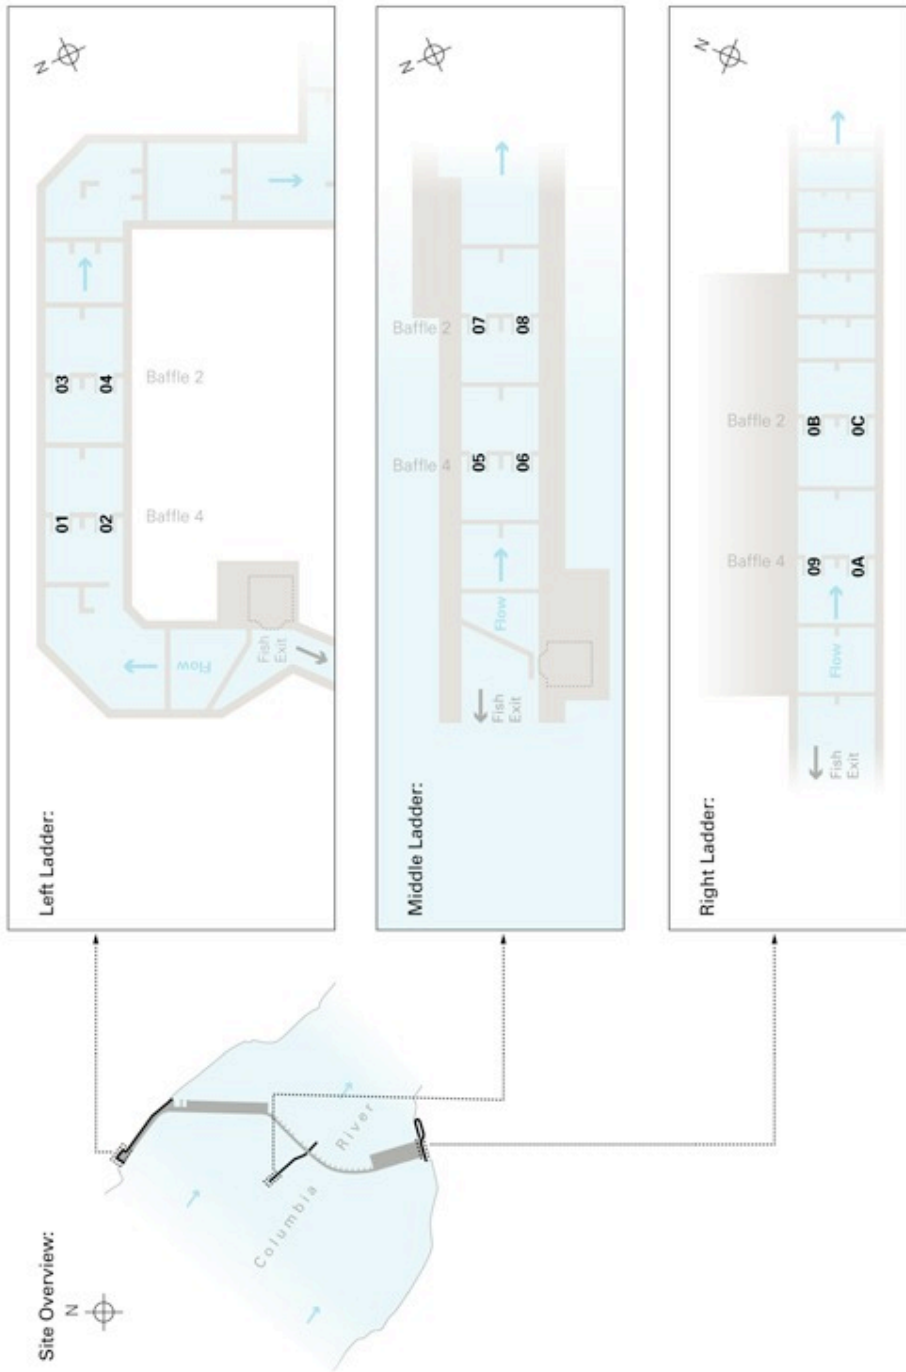 Site Overview:
N
Columbia River
Left Ladder:
N
Fish
Exit
Flow
01
02
03
04
Baffle 4
Baffle 2
Middle Ladder:
N
Fish
Exit
Flow
Baffle 4
Baffle 2
05
06
07
08
Right Ladder:
N
Fish
Exit
Flow
Baffle 4
Baffle 2
09
0A
0B
0C